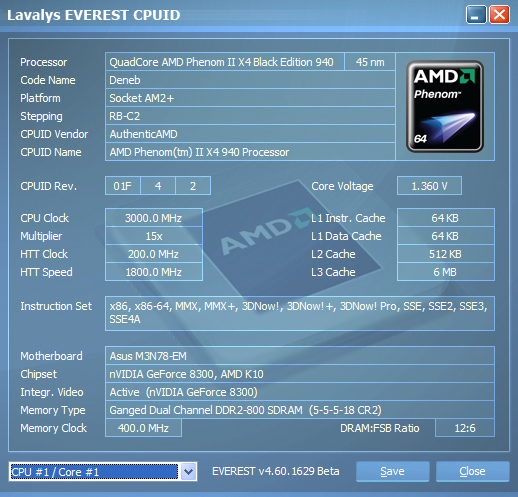 Lavalys EVEREST CPUID
Processor QuadCore AMD Phenom II X4 Black Edition 940 45 nm
Code Name Deneb
Platform Socket AM2+
Stepping RB-C2
CPUID Vendor AuthenticAMD
CPUID Name AMD Phenom(tm) II X4 940 Processor
AMD
Phenom™
64
CPUID Rev. 01F 4 2 Core Voltage 1.360 V
CPU Clock 3000.0 MHz L1 Instr. Cache 64 KB
Multiplier 15x L1 Data Cache 64 KB
HTT Clock 200.0 MHz L2 Cache 512 KB
HTT Speed 1800.0 MHz L3 Cache 6 MB
AMD
Instruction Set x86, x86-64, MMX, MMX+, 3DNow!, 3DNow!+, 3DNow! Pro, SSE, SSE2, SSE3,
SSE4A
Motherboard Asus M3N78-EM
Chipset nVIDIA GeForce 8300, AMD K10
Integr. Video Active (nVIDIA GeForce 8300)
Memory Type Ganged Dual Channel DDR2-800 SDRAM (5-5-5-18 CR2)
Memory Clock 400.0 MHz DRAM:FSB Ratio 12:6
CPU #1 / Core #1 EVEREST v4.60.1629 Beta Save Close